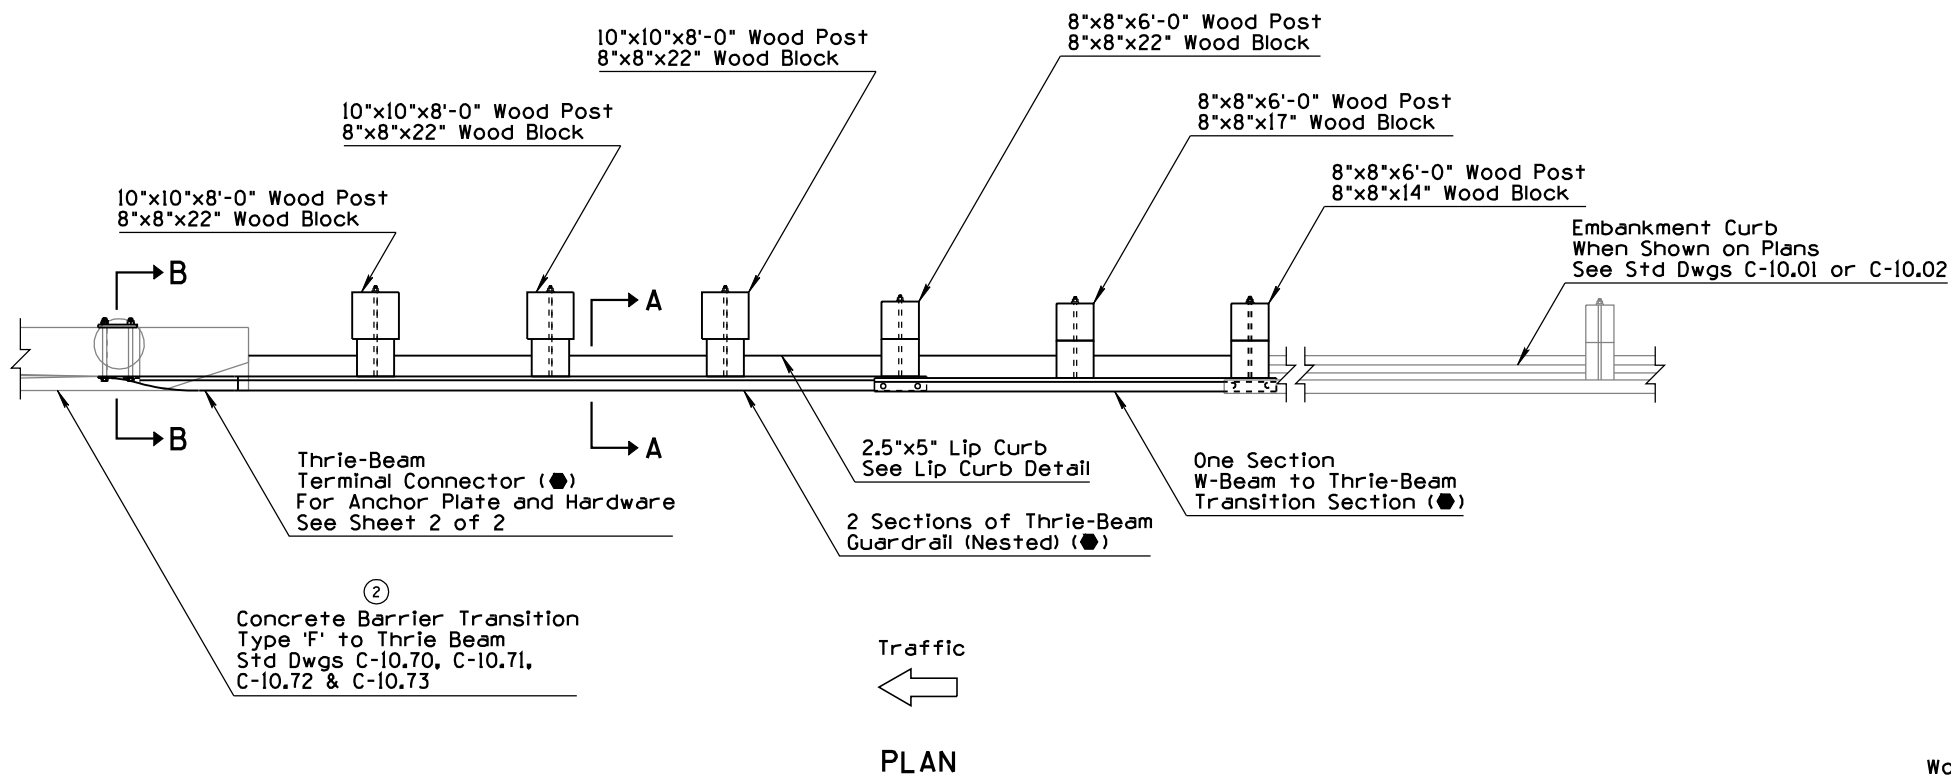 8"x8"x6'-0" Wood Post
8"x8"x22" Wood Block
10"x10"x8'-0" Wood Post
8"x8"x22" Wood Block
8"x8"x6'-0" Wood Post
8"x8"x17" Wood Block
10"x10"x8'-0" Wood Post
8"x8"x22" Wood Block
8"x8"x6'-0" Wood Post
8"x8"x14" Wood Block
10"x10"x8'-0" Wood Post
8"x8"x22" Wood Block
Embankment Curb
When Shown on Plans
See Std Dwgs C-10.01 or C-10.02
B
A
B
A
Thrie-Beam
Terminal Connector (⬢)
For Anchor Plate and Hardware
See Sheet 2 of 2
2.5"x5" Lip Curb
See Lip Curb Detail
One Section
W-Beam to Thrie-Beam
Transition Section (⬢)
2 Sections of Thrie-Beam
Guardrail (Nested) (⬢)
2
Concrete Barrier Transition
Type 'F' to Thrie Beam
Std Dwgs C-10.70, C-10.71,
C-10.72 & C-10.73
Traffic
PLAN